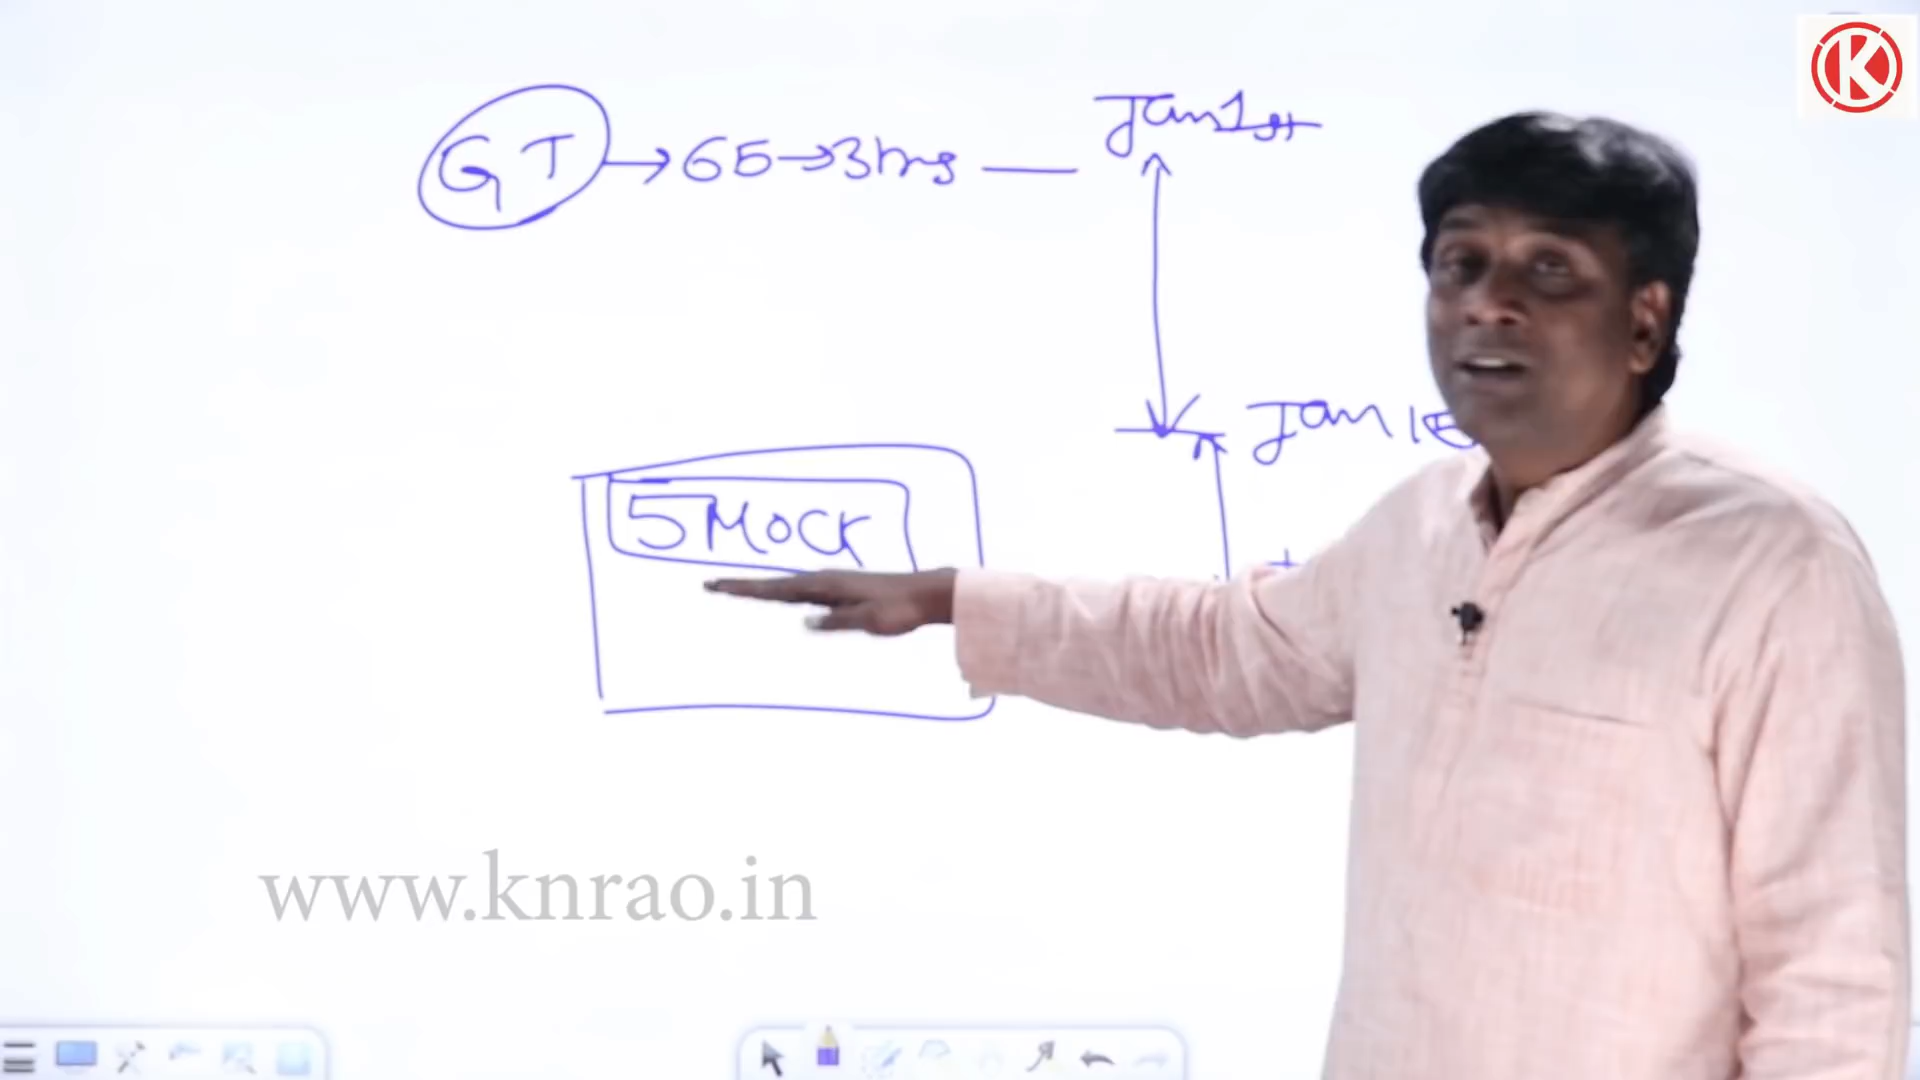 K
GT → 65 → 3hrs — Jan 1st
Jan 15
5 MOCK
www.knrao.in